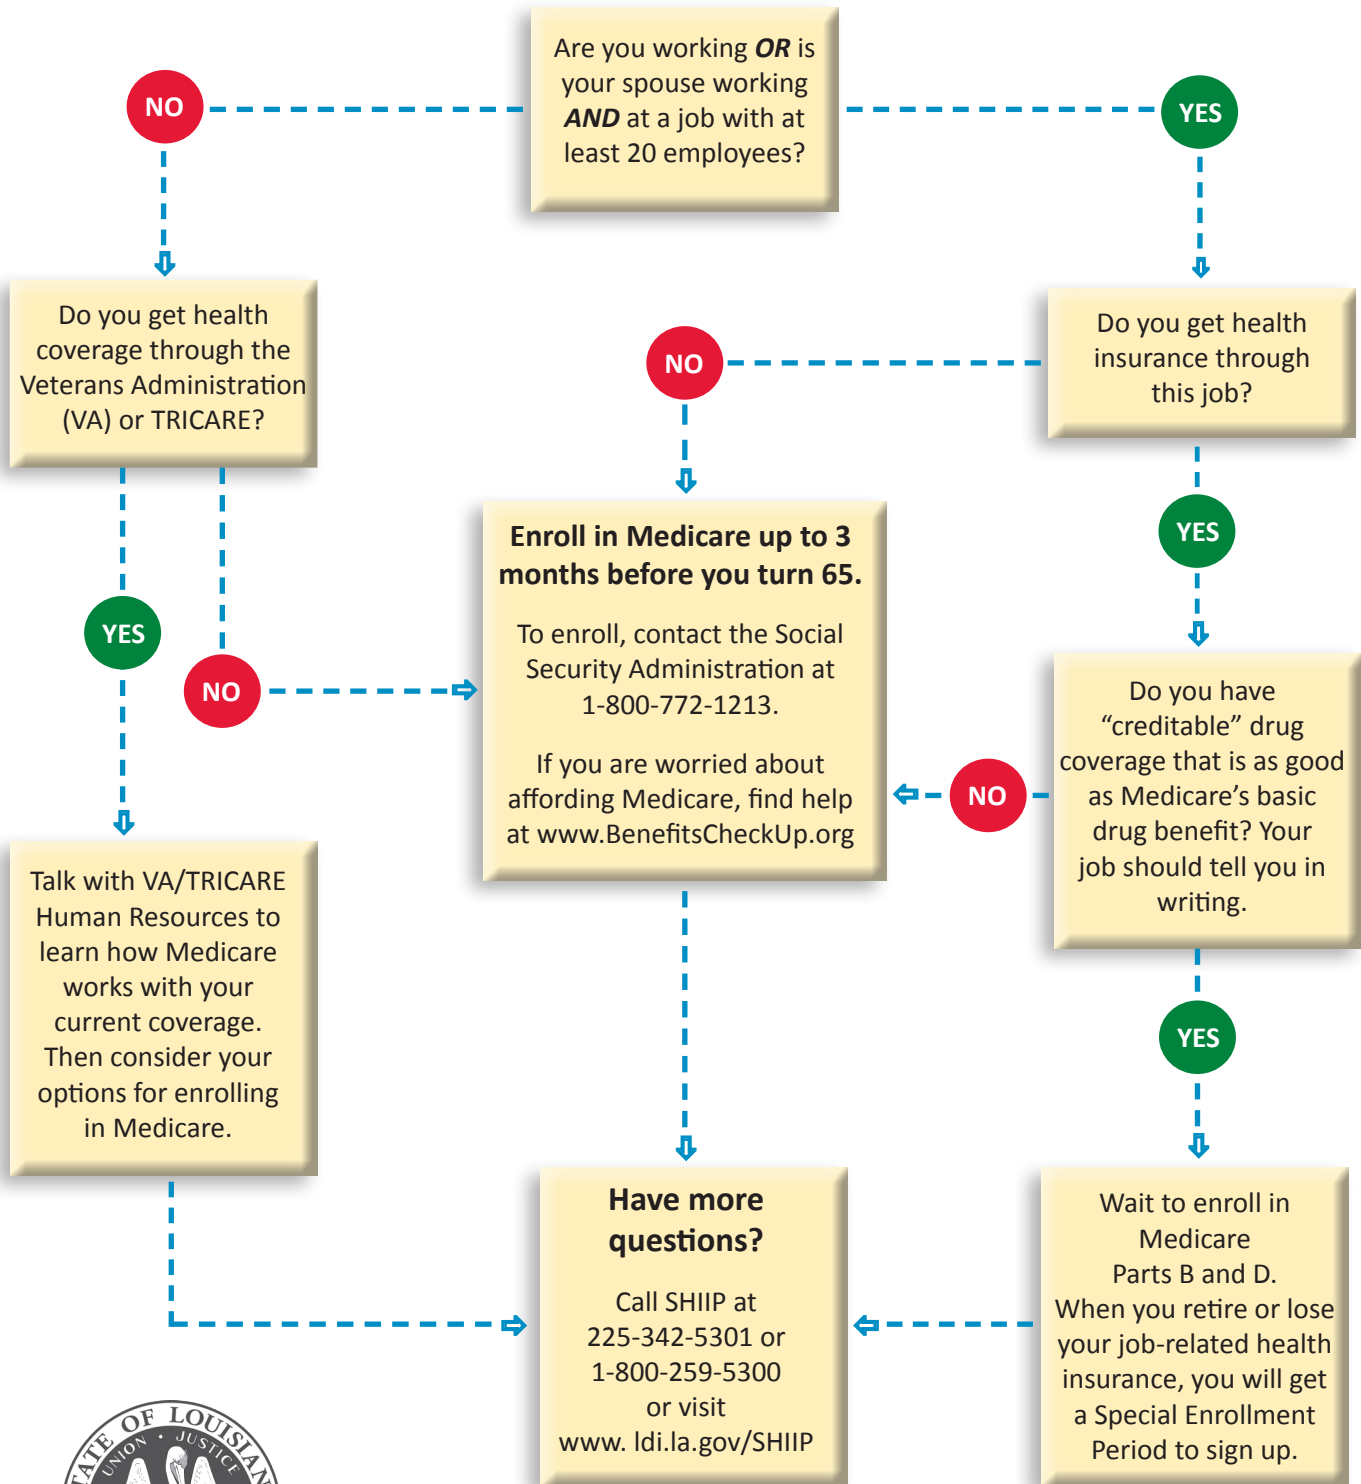 Are you working OR is
your spouse working
AND at a job with at
least 20 employees?
NO
YES
Do you get health
coverage through the
Veterans Administration
(VA) or TRICARE?
NO
Do you get health
insurance through
this job?
YES
YES
NO
Enroll in Medicare up to 3
months before you turn 65.
To enroll, contact the Social
Security Administration at
1-800-772-1213.
If you are worried about
affording Medicare, find help
at www.BenefitsCheckUp.org
NO
Do you have
“creditable” drug
coverage that is as good
as Medicare’s basic
drug benefit? Your
job should tell you in
writing.
Talk with VA/TRICARE
Human Resources to
learn how Medicare
works with your
current coverage.
Then consider your
options for enrolling
in Medicare.
YES
Have more
questions?
Call SHIIP at
225-342-5301 or
1-800-259-5300
or visit
www. ldi.la.gov/SHIIP
Wait to enroll in
Medicare
Parts B and D.
When you retire or lose
your job-related health
insurance, you will get
a Special Enrollment
Period to sign up.
STATE OF LOUISIAN
UNION · JUSTICE